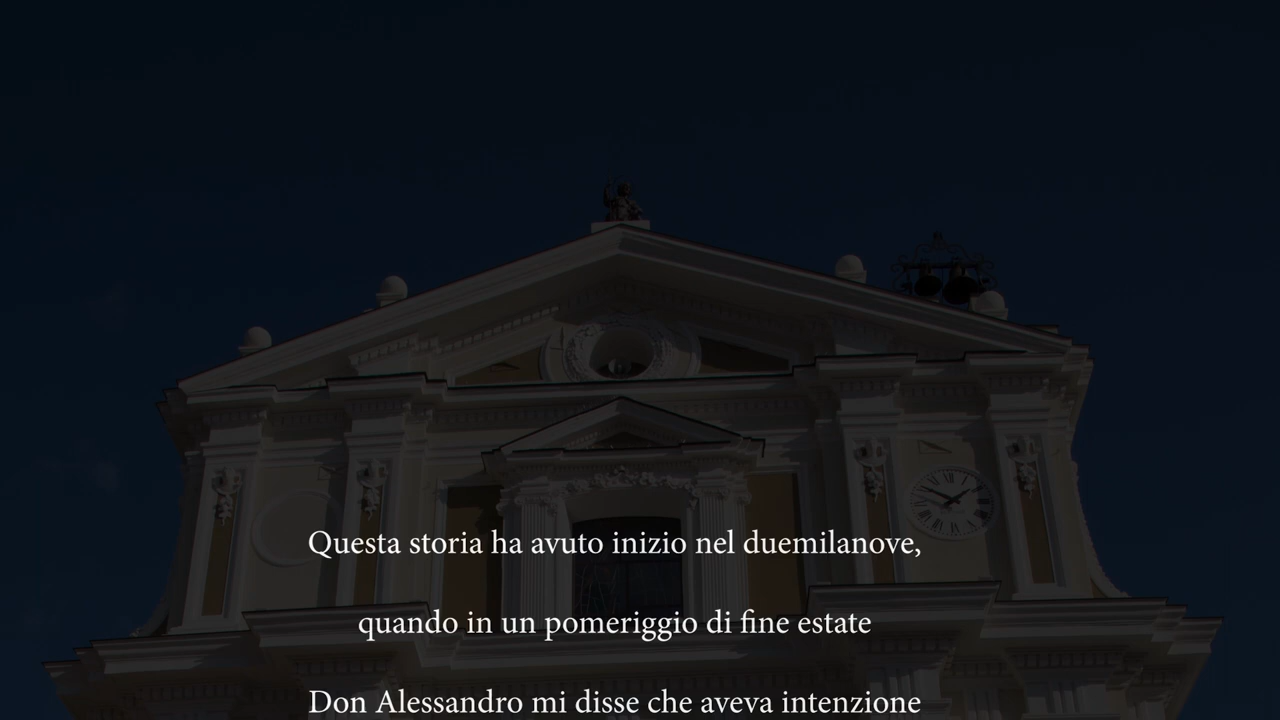 Questa storia ha avuto inizio nel duemilanove,
quando in un pomeriggio di fine estate
Don Alessandro mi disse che aveva intenzione